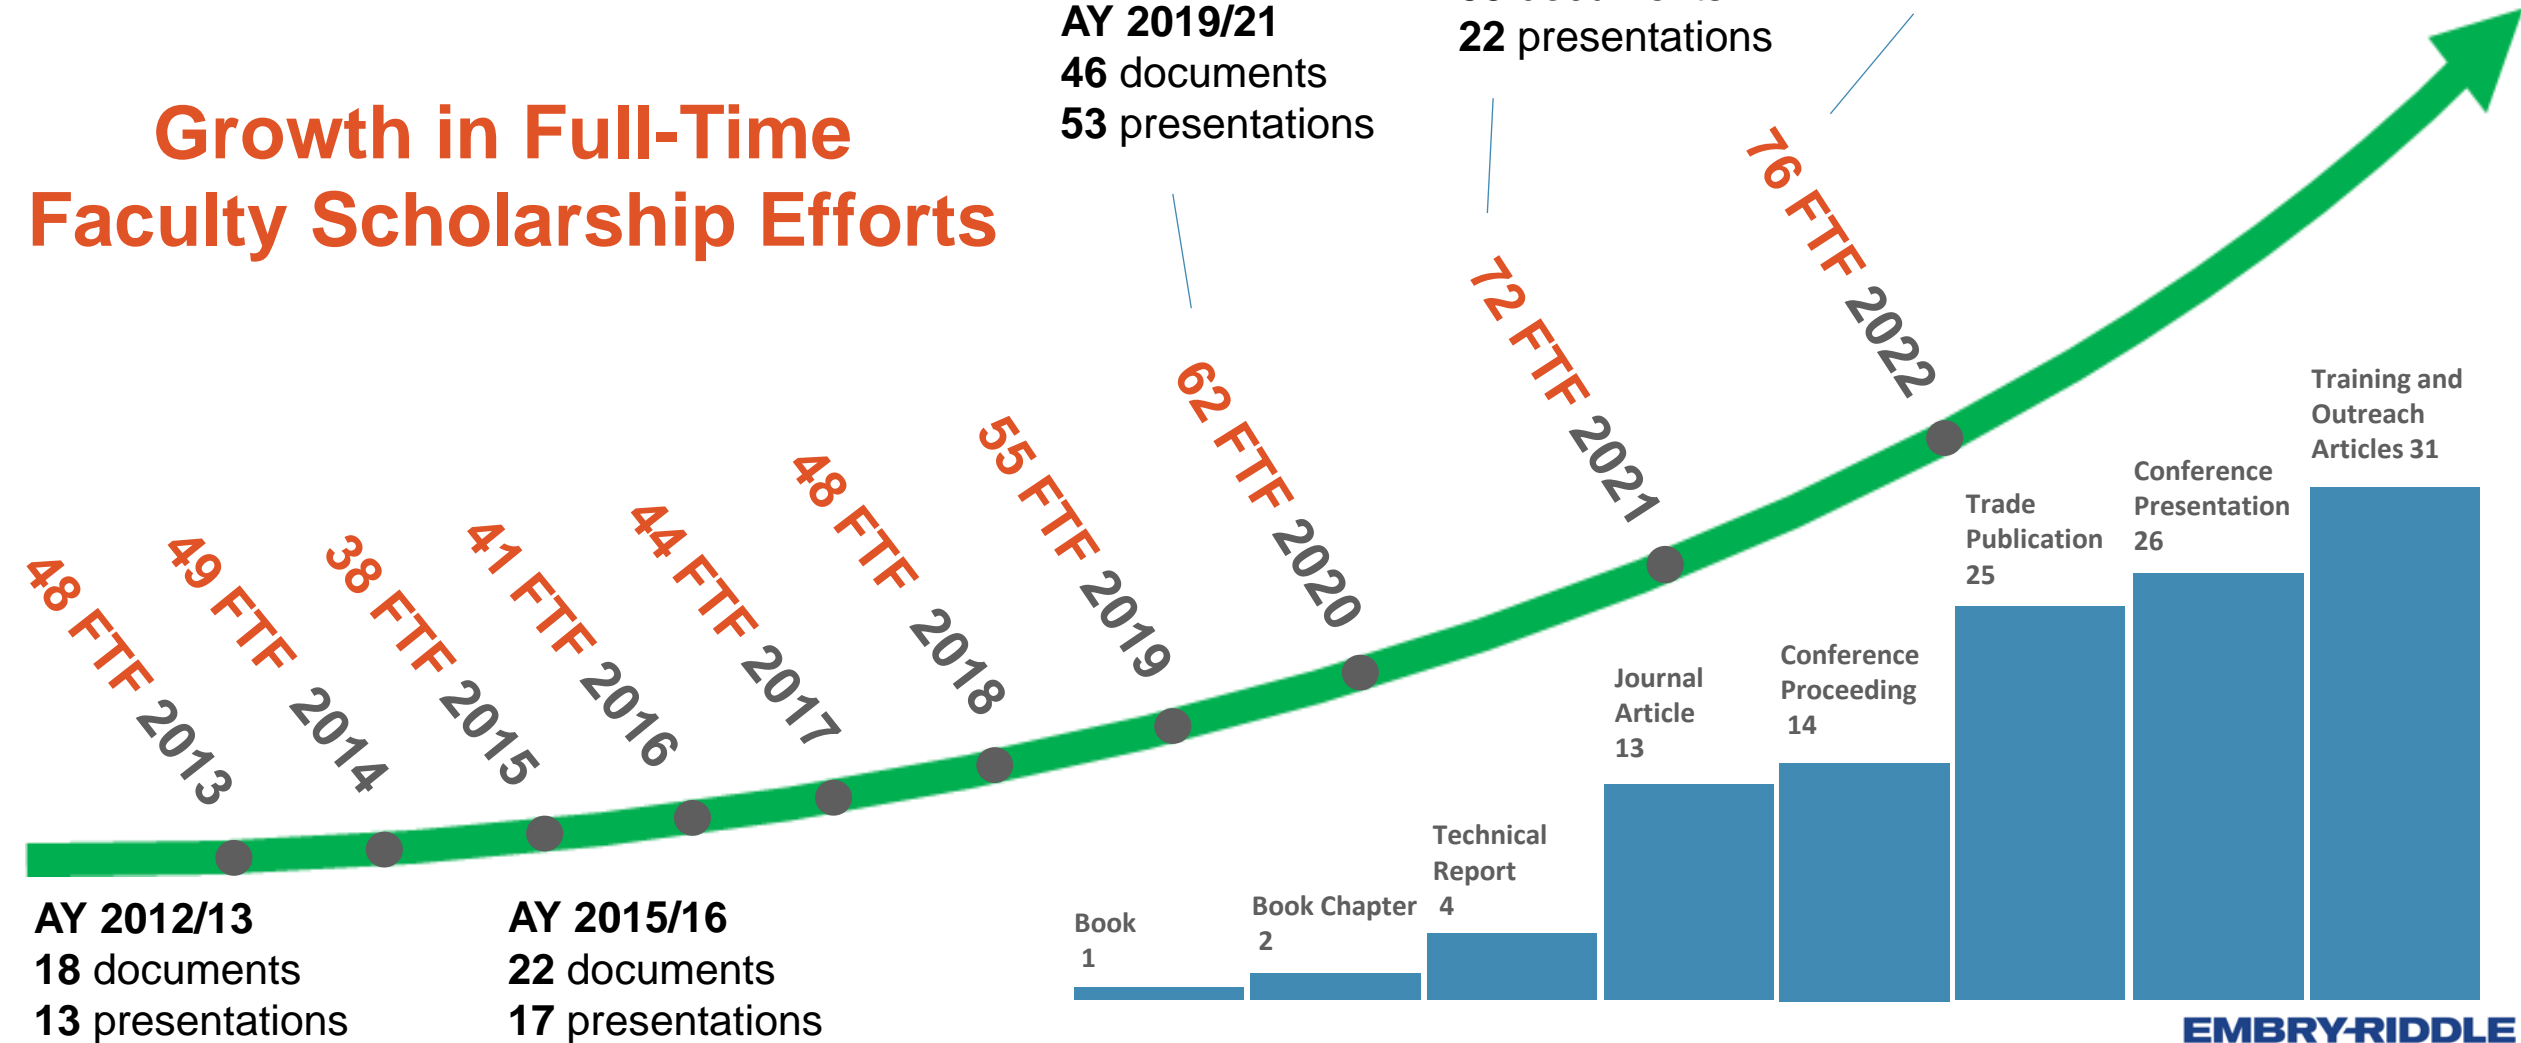 AY 2019/21
46 documents
53 presentations
22 presentations
Growth in Full-Time
Faculty Scholarship Efforts
48 FTF 2013
49 FTF 2014
38 FTF 2015
41 FTF 2016
44 FTF 2017
48 FTF 2018
55 FTF 2019
62 FTF 2020
72 FTF 2021
76 FTF 2022
AY 2012/13
18 documents
13 presentations
AY 2015/16
22 documents
17 presentations
Book
1
Book Chapter
2
Technical
Report
4
Journal
Article
13
Conference
Proceeding
14
Trade
Publication
25
Conference
Presentation
26
Training and
Outreach
Articles 31
EMBRY-RIDDLE